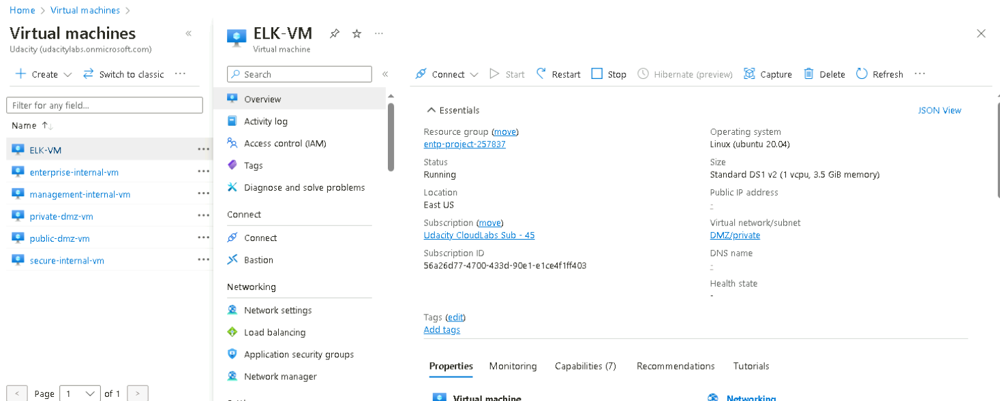 Home > Virtual machines >
Virtual machines
Udacity (udacitylabs.onmicrosoft.com)
Create
Switch to classic
Filter for any field...
Name
ELK-VM
enterprise-internal-vm
management-internal-vm
private-dmz-vm
public-dmz-vm
secure-internal-vm
< Page 1 of 1 >
ELK-VM
Virtual machine
Search
Overview
Activity log
Access control (IAM)
Tags
Diagnose and solve problems
Connect
Connect
Bastion
Networking
Network settings
Load balancing
Application security groups
Network manager
Connect Start Restart Stop Hibernate (preview) Capture Delete Refresh
Essentials
JSON View
Resource group (move)
entp-project-257837
Status
Running
Location
East US
Subscription (move)
Udacity CloudLabs Sub - 45
Subscription ID
56a26d77-4700-433d-90e1-e1ce4f1ff403
Operating system
Linux (ubuntu 20.04)
Size
Standard DS1 v2 (1 vcpu, 3.5 GiB memory)
Public IP address
-
Virtual network/subnet
DMZ/private
DNS name
-
Health state
-
Tags (edit)
Add tags
Properties Monitoring Capabilities (7) Recommendations Tutorials
Virtual machine
Networking